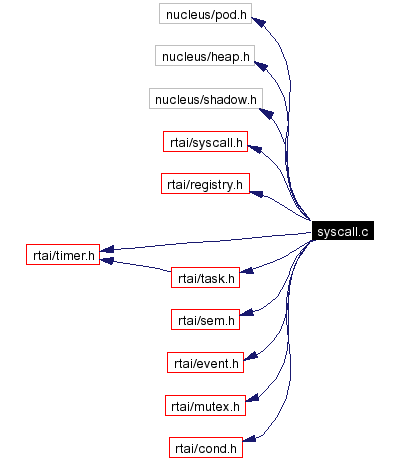 nucleus/pod.h
nucleus/heap.h
nucleus/shadow.h
rtai/syscall.h
rtai/registry.h
syscall.c
rtai/timer.h
rtai/task.h
rtai/sem.h
rtai/event.h
rtai/mutex.h
rtai/cond.h